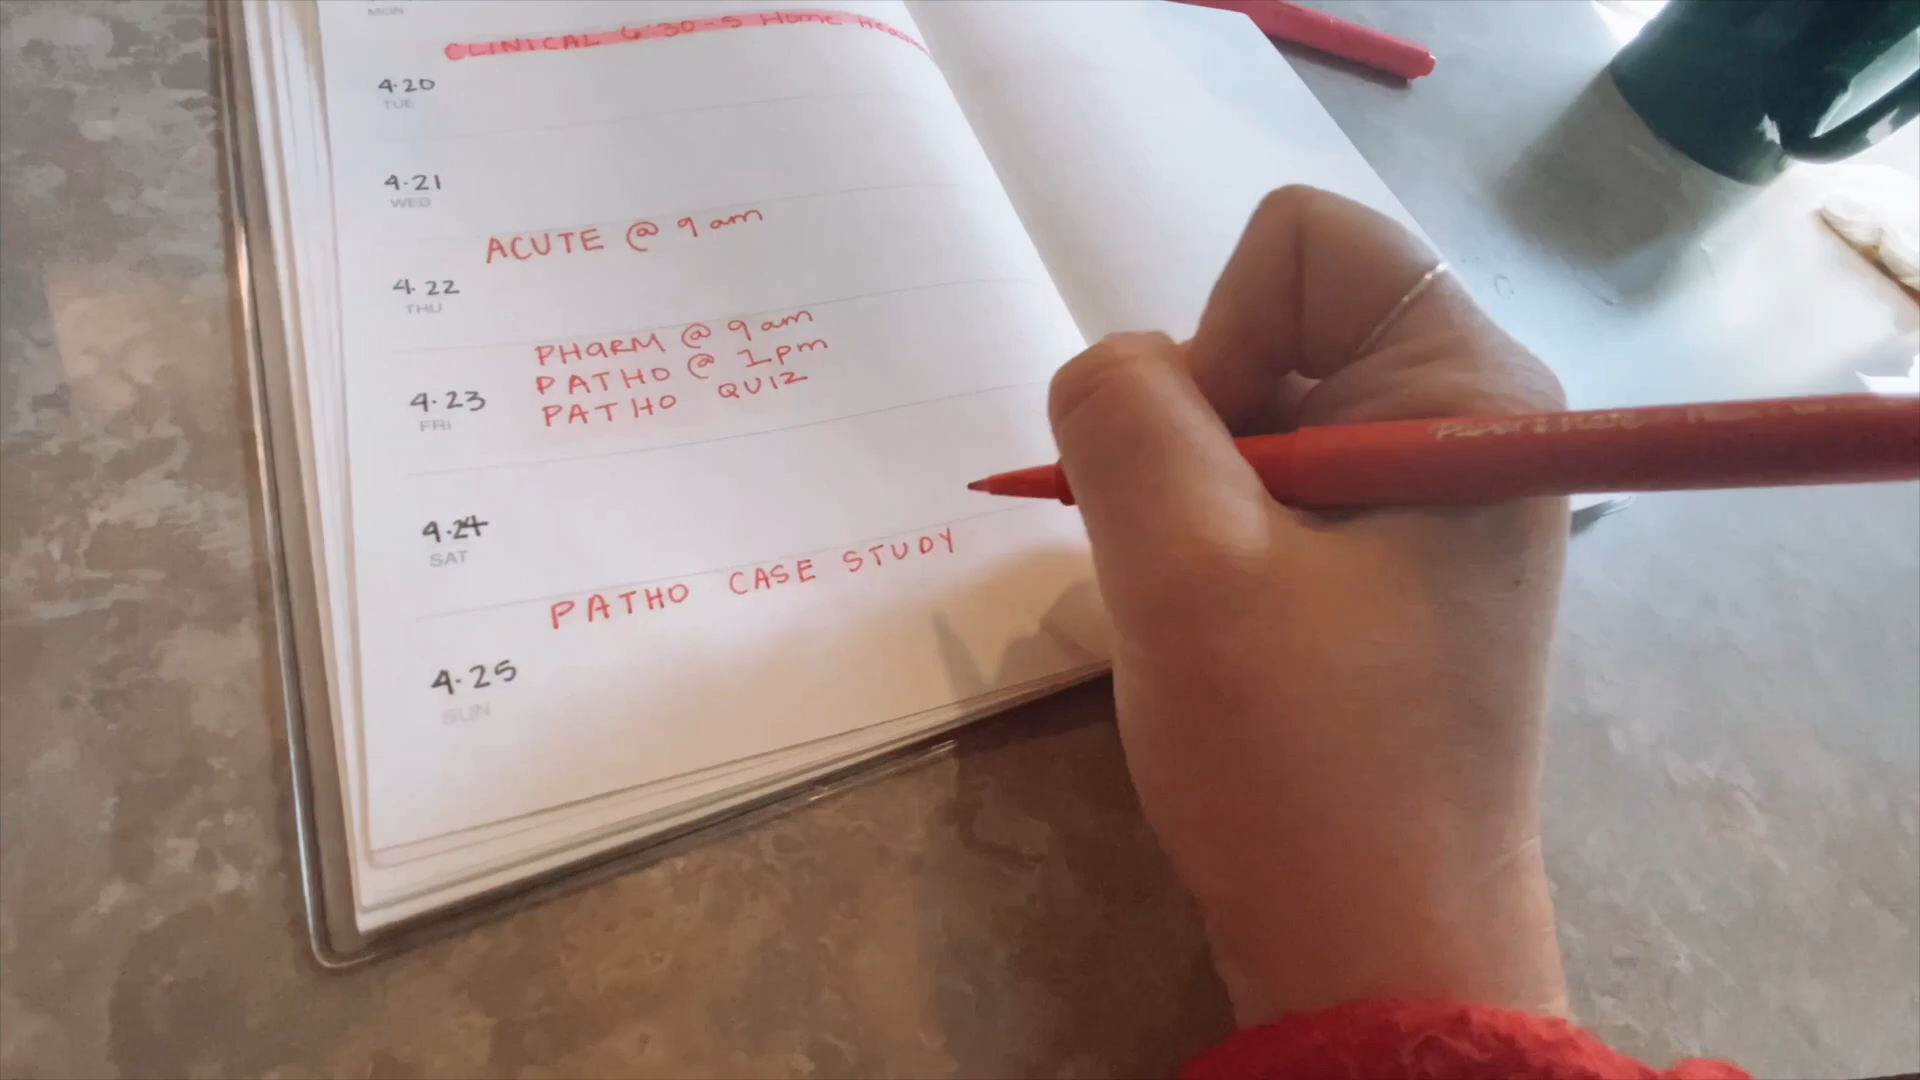 MON
CLINICAL 6:30-5 Home
4.20
TUE
4.21
WED
ACUTE @ 9am
4.22
THU
PHARM @ 9am
PATHO @ 1pm
PATHO QUIZ
4.23
FRI
4.24
SAT
PATHO CASE STUDY
4.25
SUN